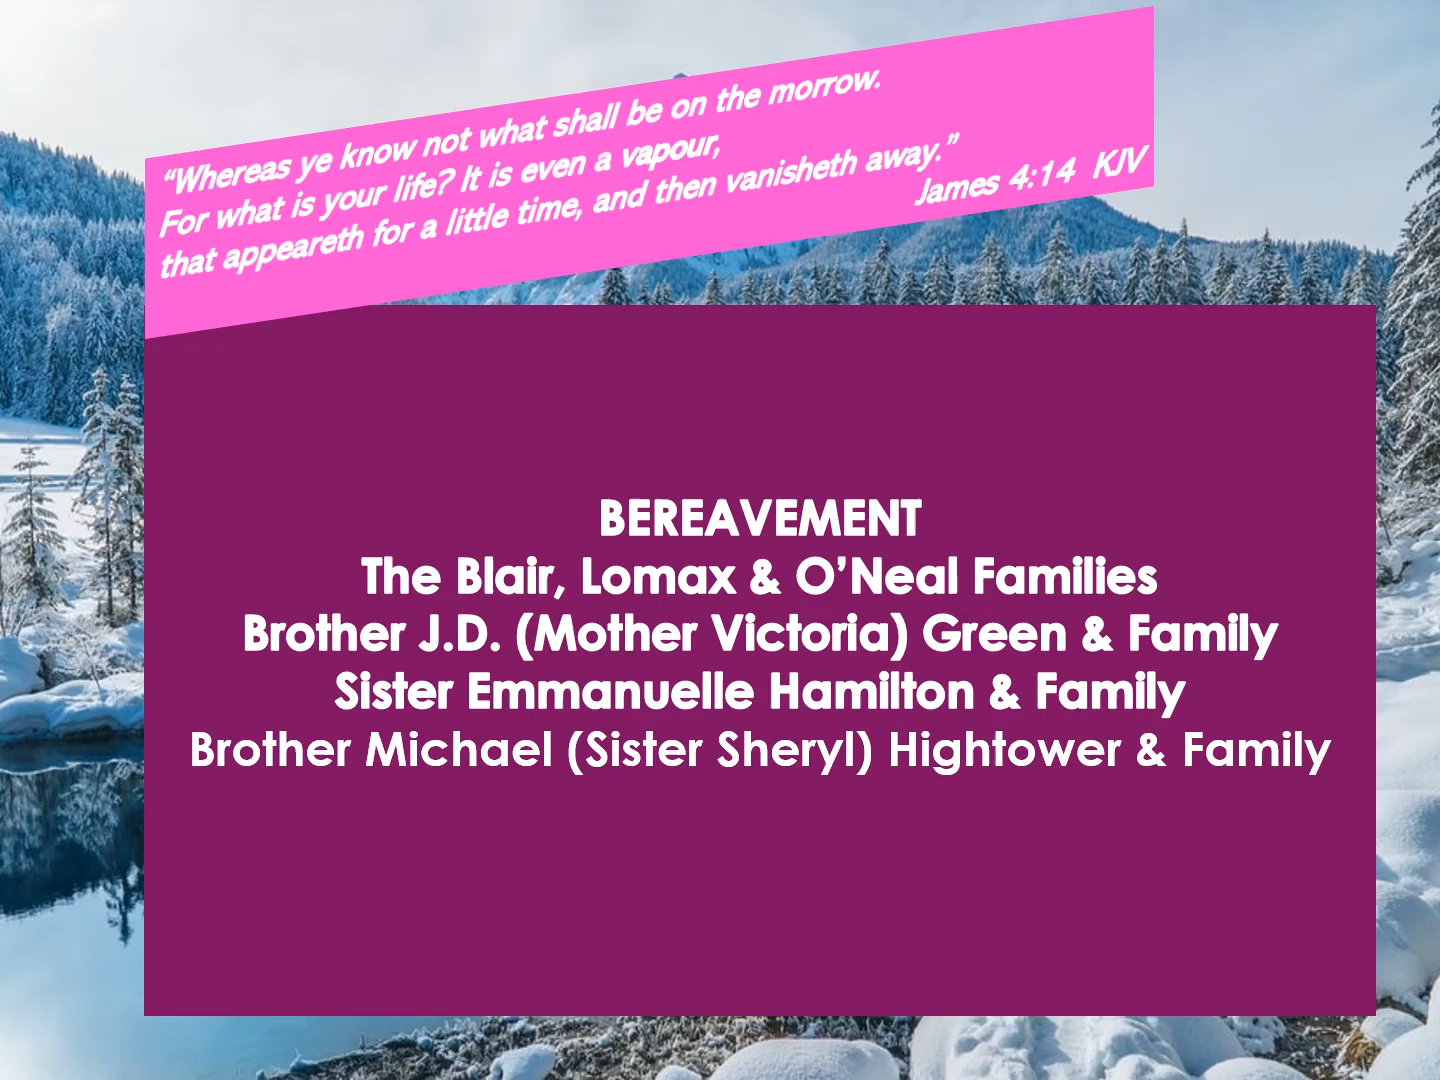 “Whereas ye know not what shall be on the morrow.
For what is your life? It is even a vapour,
that appeareth for a little time, and then vanisheth away.”
James 4:14 KJV
BEREAVEMENT
The Blair, Lomax & O’Neal Families
Brother J.D. (Mother Victoria) Green & Family
Sister Emmanuelle Hamilton & Family
Brother Michael (Sister Sheryl) Hightower & Family